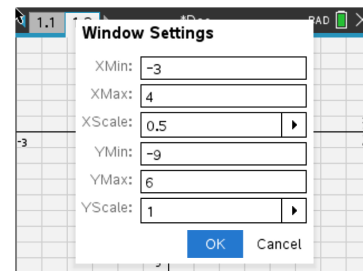 1.1
RAD
Window Settings
XMin: -3
XMax: 4
XScale: 0.5
-3
YMin: -9
YMax: 6
YScale: 1
OK Cancel